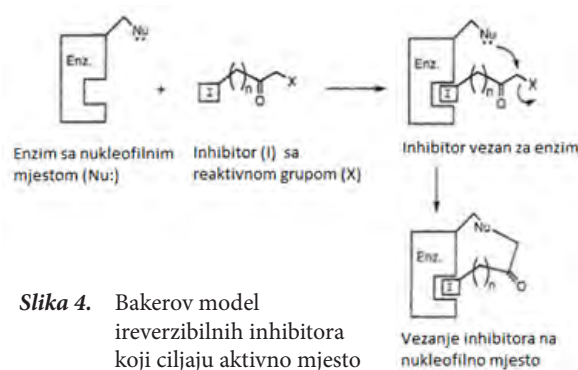 Nu
Enz.
+
I
n
O
X
Enzim sa nukleofilnim
mjestom (Nu:)
Inhibitor (I) sa
reaktivnom grupom (X)
Nu
Enz.
I
n
O
X
Inhibitor vezan za enzim
Nu
Enz.
I
n
O
Vezanje inhibitora na
nukleofilno mjesto
Slika 4. Bakerov model
ireverzibilnih inhibitora
koji ciljaju aktivno mjesto